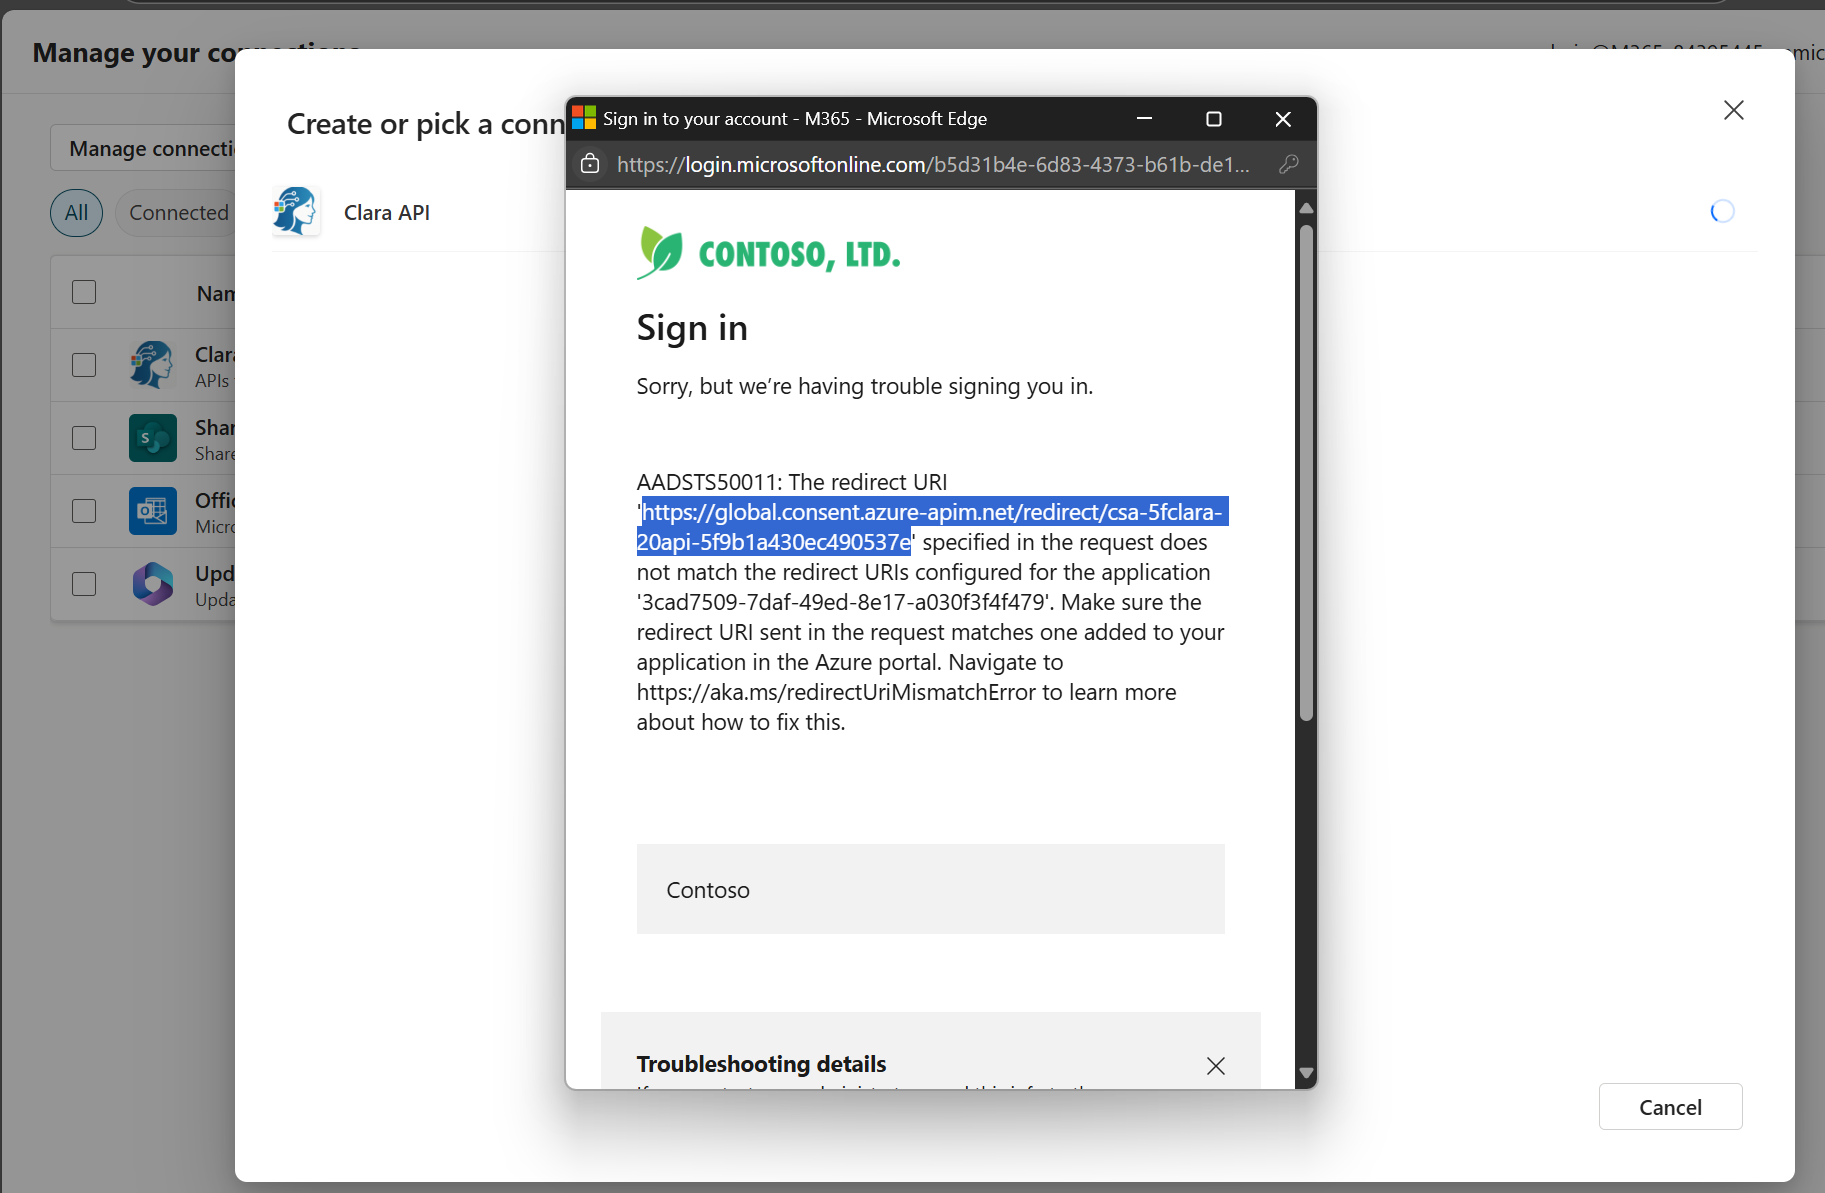 Manage your
Create or pick a conn
Manage connecti
All
Connected
Nam
Clara
APIs
Shar
Share
Offic
Micro
Upd
Upda
Clara API
Sign in to your account - M365 - Microsoft Edge
https://login.microsoftonline.com/b5d31b4e-6d83-4373-b61b-de1...
CONTOSO, LTD.
Sign in
Sorry, but we’re having trouble signing you in.
AADSTS50011: The redirect URI
'https://global.consent.azure-apim.net/redirect/csa-5fclara-
20api-5f9b1a430ec490537e' specified in the request does
not match the redirect URIs configured for the application
'3cad7509-7daf-49ed-8e17-a030f3f4f479'. Make sure the
redirect URI sent in the request matches one added to your
application in the Azure portal. Navigate to
https://aka.ms/redirectUriMismatchError to learn more
about how to fix this.
Contoso
Troubleshooting details
Cancel